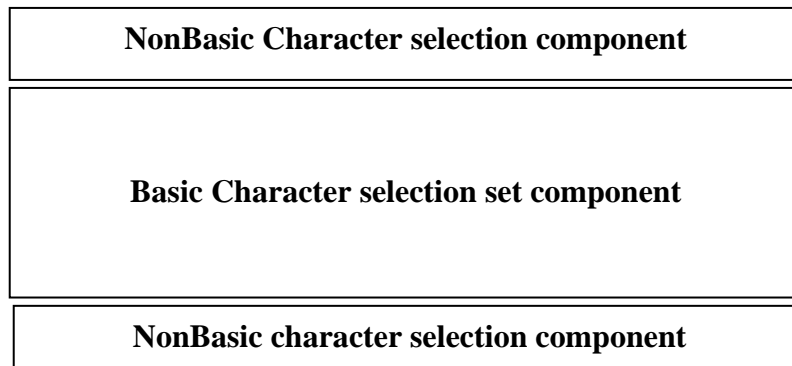 NonBasic Character selection component
Basic Character selection set component
NonBasic character selection component